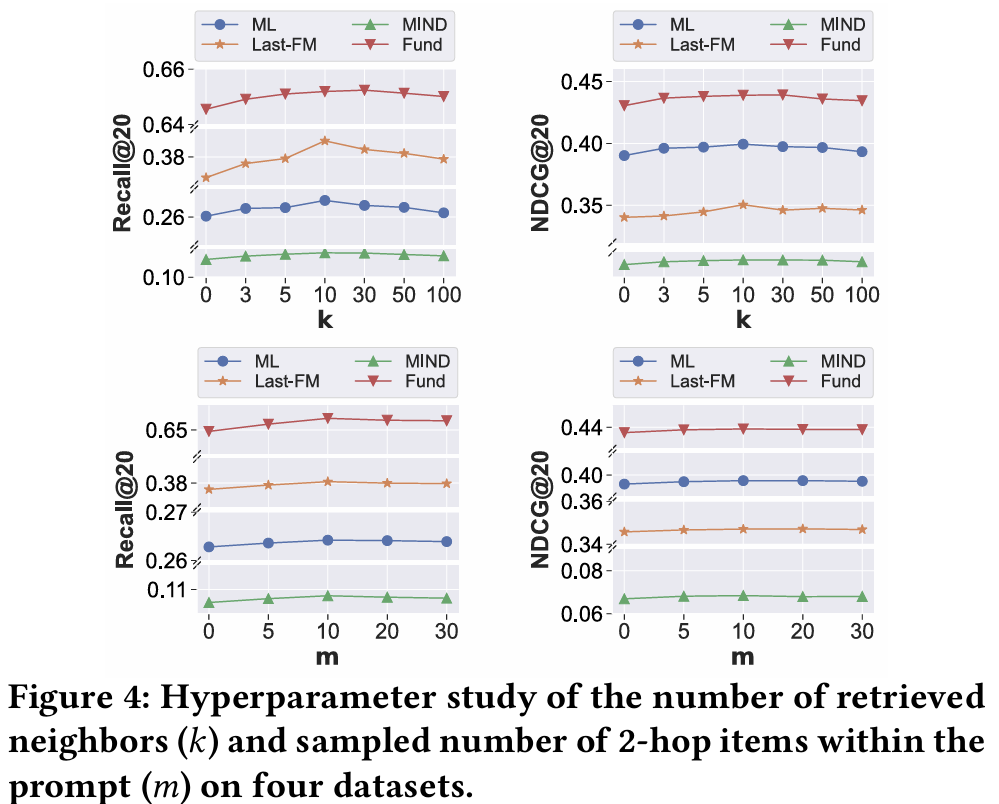 ML MIND
Last-FM Fund
0.66
0.64
0.38
0.26
0.10
Recall@20
0 3 5 10 30 50 100
k
ML MIND
Last-FM Fund
0.45
0.40
0.35
NDCG@20
0 3 5 10 30 50 100
k
ML MIND
Last-FM Fund
0.65
0.38
0.27
0.26
0.11
Recall@20
0 5 10 20 30
m
ML MIND
Last-FM Fund
0.44
0.40
0.36
0.34
0.08
0.06
NDCG@20
0 5 10 20 30
m
Figure 4: Hyperparameter study of the number of retrieved
neighbors (k) and sampled number of 2-hop items within the
prompt (m) on four datasets.